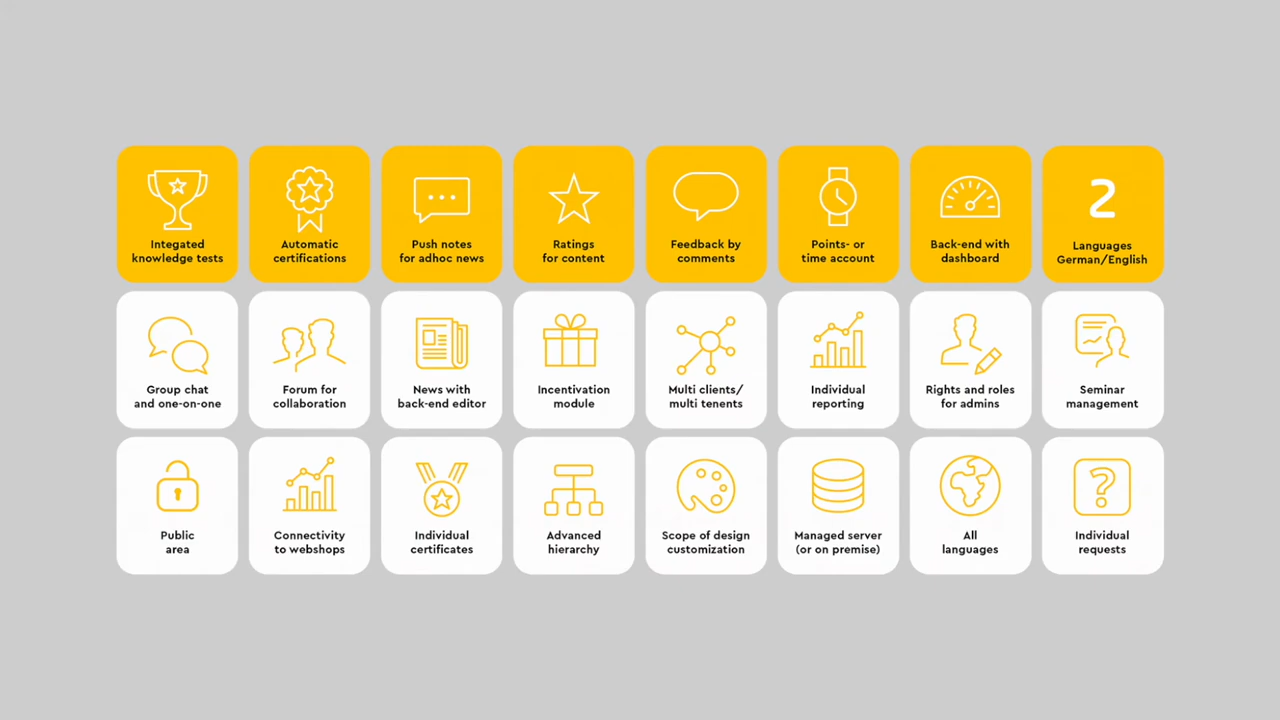 Integated
knowledge tests
Automatic
certifications
Push notes
for adhoc news
Ratings
for content
Feedback by
comments
Points- or
time account
Back-end with
dashboard
2
Languages
German/English
Group chat
and one-on-one
Forum for
collaboration
News with
back-end editor
Incentivation
module
Multi clients/
multi tenents
Individual
reporting
Rights and roles
for admins
Seminar
management
Public
area
Connectivity
to webshops
Individual
certificates
Advanced
hierarchy
Scope of design
customization
Managed server
(or on premise)
All
languages
?
Individual
requests